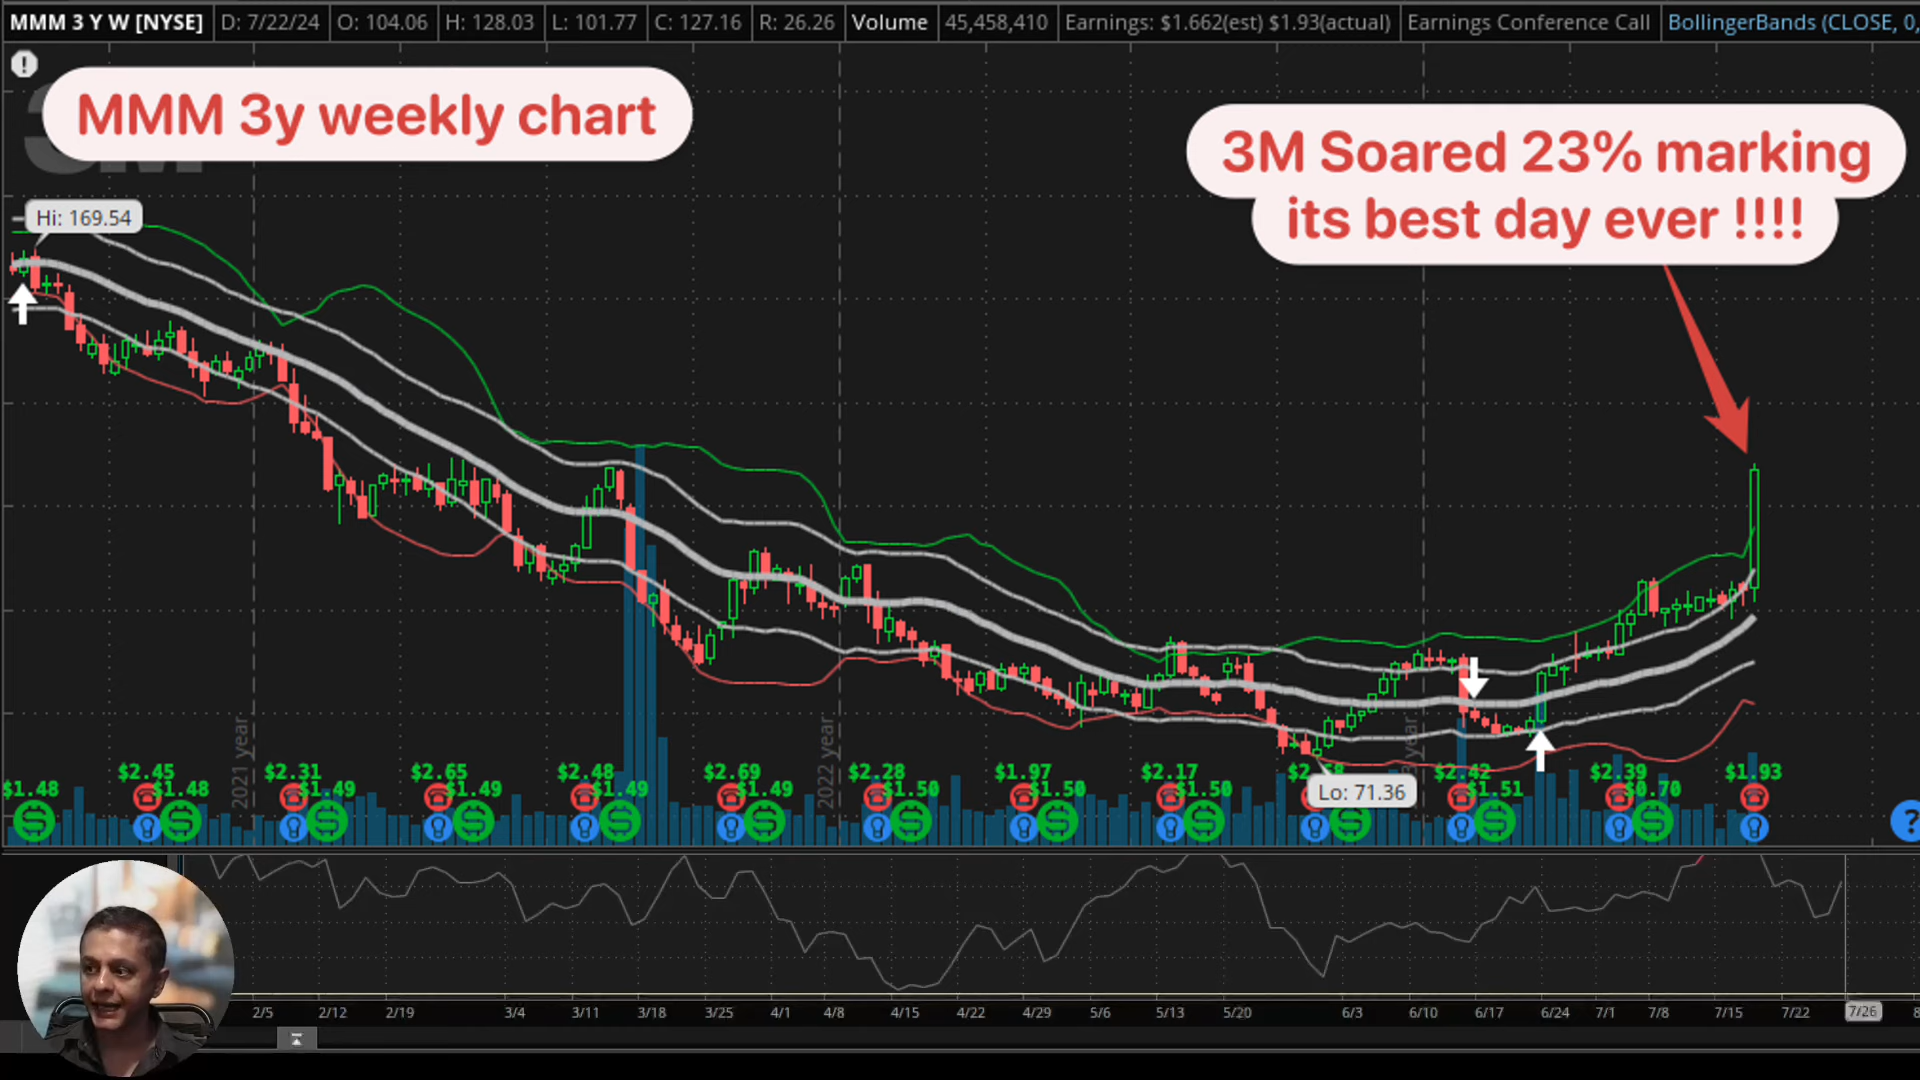 MMM 3 Y W [NYSE] D: 7/22/24 O: 104.06 H: 128.03 L: 101.77 C: 127.16 R: 26.26 Volume 45,458,410 Earnings: $1.662(est) $1.93(actual) Earnings Conference Call BollingerBands (CLOSE, 0,
MMM 3y weekly chart
3M Soared 23% marking
its best day ever !!!!
Hi: 169.54
2021 year
2022 year
year
$2.45 $2.31 $2.65 $2.48 $2.69 $2.28 $1.97 $2.17 $2.42 $2.39 $1.93
$1.48 $1.48 $1.49 $1.49 $1.49 $1.49 $1.50 $1.50 $1.50 $1.51 $0.70
Lo: 71.36
2/5 2/12 2/19 3/4 3/11 3/18 3/25 4/1 4/8 4/15 4/22 4/29 5/6 5/13 5/20 6/3 6/10 6/17 6/24 7/1 7/8 7/15 7/22 7/26